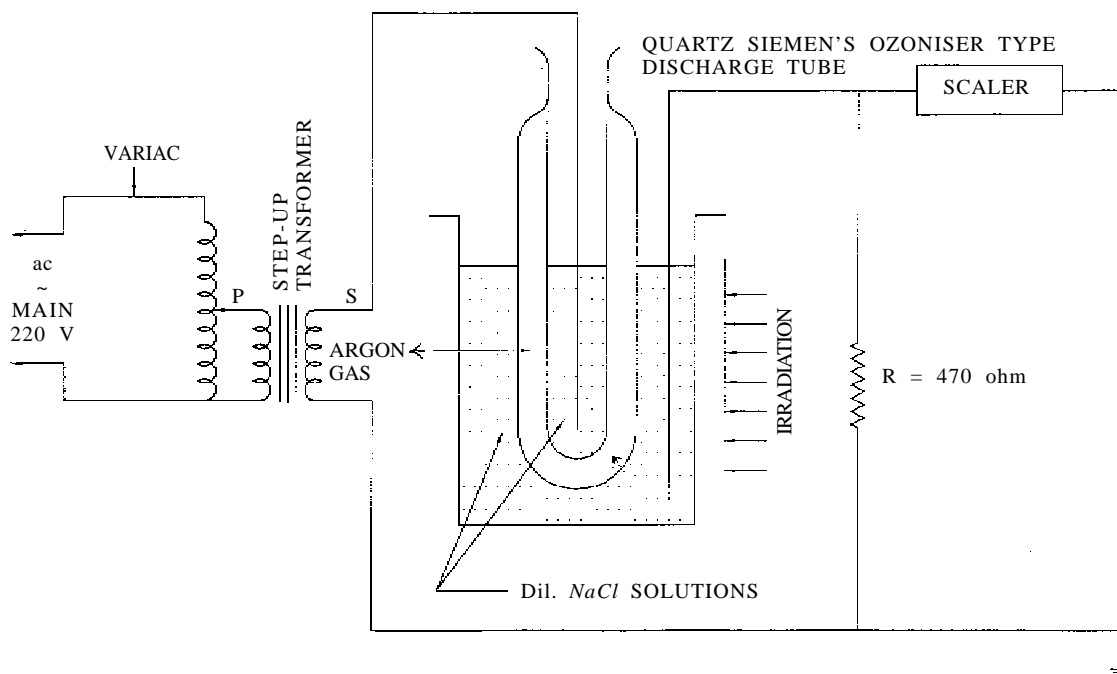 QUARTZ SIEMEN'S OZONISER TYPE
DISCHARGE TUBE
SCALER
VARIAC
STEP-UP
TRANSFORMER
ac
~
MAIN
220 V
P
S
ARGON
GAS
IRRADIATION
R = 470 ohm
Dil. NaCl SOLUTIONS